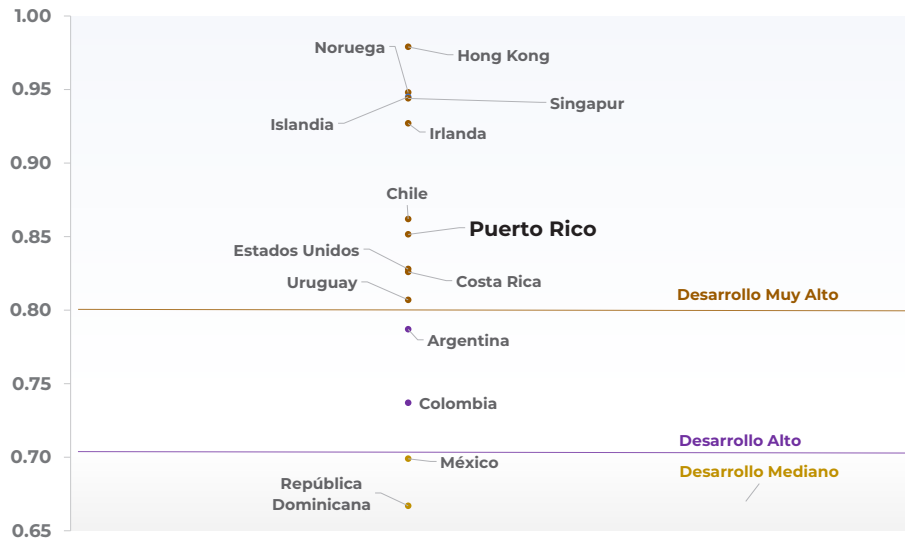 1.00
Noruega
Hong Kong
0.95
Singapur
Islandia
Irlanda
0.90
Chile
0.85
Puerto Rico
Estados Unidos
Costa Rica
Uruguay
Desarrollo Muy Alto
0.80
Argentina
0.75
Colombia
Desarrollo Alto
0.70
México
Desarrollo Mediano
República
Dominicana
0.65